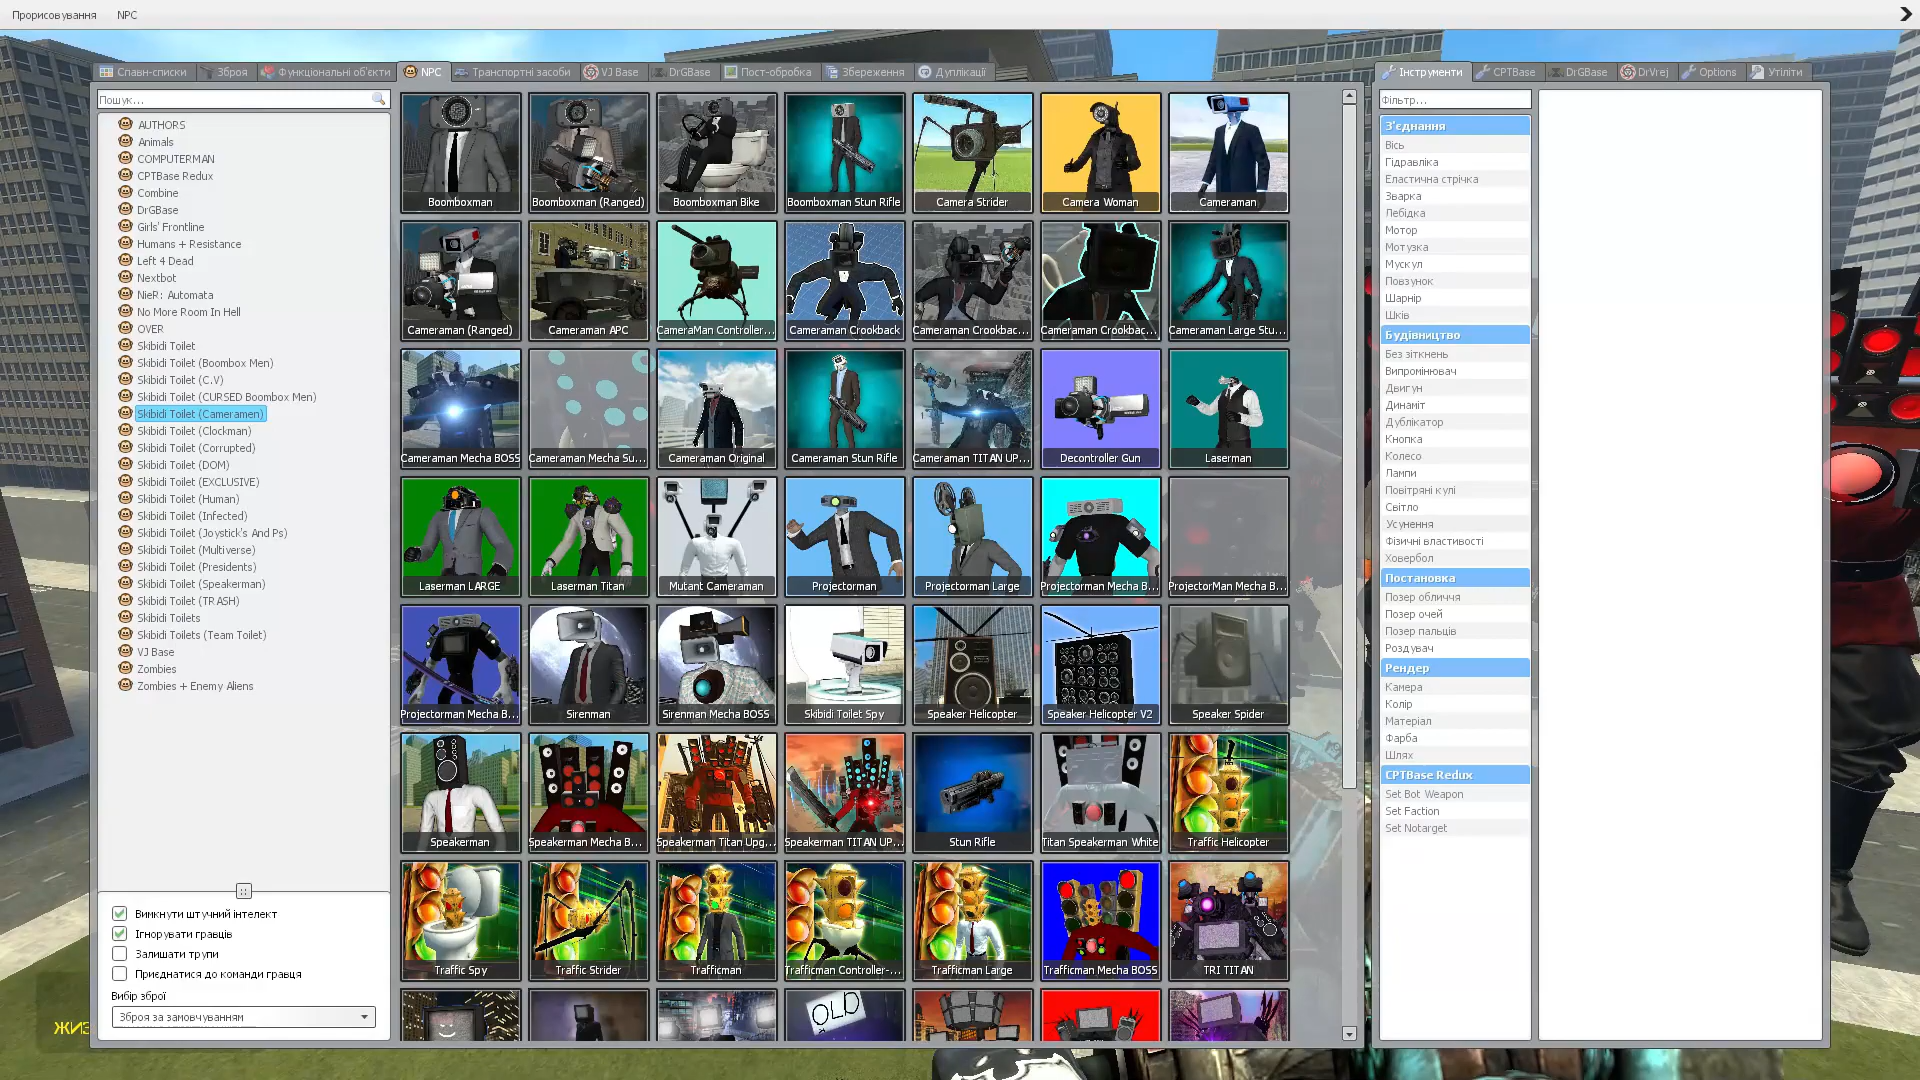 Прорисовування NPC
Спавн-списки Зброя Функціональні об'єкти NPC Транспортні засоби VJ Base DrGBase Пост-обробка Збереження Дуплікації
Інструменти CPTBase DrGBase DrVrej Options Утіліти
Пошук...
AUTHORS
Animals
COMPUTERMAN
CPTBase Redux
Combine
DrGBase
Girls' Frontline
Humans + Resistance
Left 4 Dead
Nextbot
NieR: Automata
No More Room In Hell
OVER
Skibidi Toilet
Skibidi Toilet (Boombox Men)
Skibidi Toilet (C.V)
Skibidi Toilet (CURSED Boombox Men)
Skibidi Toilet (Cameramen)
Skibidi Toilet (Clockman)
Skibidi Toilet (Corrupted)
Skibidi Toilet (DOM)
Skibidi Toilet (EXCLUSIVE)
Skibidi Toilet (Human)
Skibidi Toilet (Infected)
Skibidi Toilet (Joystick's And Ps)
Skibidi Toilet (Multiverse)
Skibidi Toilet (Presidents)
Skibidi Toilet (Speakerman)
Skibidi Toilet (TRASH)
Skibidi Toilets
Skibidi Toilets (Team Toilet)
VJ Base
Zombies
Zombies + Enemy Aliens
Вимкнути штучний інтелект
Ігнорувати гравців
Залишати трупи
Приєднатися до команди гравця
Вибір зброї
Зброя за замовчуванням
ЖИЗ
Boomboxman Boomboxman (Ranged) Boomboxman Bike Boomboxman Stun Rifle Camera Strider Camera Woman Cameraman
Cameraman (Ranged) Cameraman APC CameraMan Controller... Cameraman Crookback Cameraman Crookbac... Cameraman Crookbac... Cameraman Large Stu...
Cameraman Mecha BOSS Cameraman Mecha Su... Cameraman Original Cameraman Stun Rifle Cameraman TITAN UP... Decontroller Gun Laserman
Laserman LARGE Laserman Titan Mutant Cameraman Projectorman Projectorman Large Projectorman Mecha B... ProjectorMan Mecha B...
Projectorman Mecha B... Sirenman Sirenman Mecha BOSS Skibidi Toilet Spy Speaker Helicopter Speaker Helicopter V2 Speaker Spider
Speakerman Speakerman Mecha B... Speakerman Titan Upg... Speakerman TITAN UP... Stun Rifle Titan Speakerman White Traffic Helicopter
Traffic Spy Traffic Strider Trafficman Trafficman Controller-... Trafficman Large Trafficman Mecha BOSS TRI TITAN
OLD
Фільтр...
З'єднання
Вісь
Гідравліка
Еластична стрічка
Зварка
Лебідка
Мотор
Мотузка
Мускул
Повзунок
Шарнір
Шків
Будівництво
Без зіткнень
Випромінювач
Двигун
Динаміт
Дублікатор
Кнопка
Колесо
Лампи
Повітряні кулі
Світло
Усунення
Фізичні властивості
Ховербол
Постановка
Позер обличчя
Позер очей
Позер пальців
Роздувач
Рендер
Камера
Колір
Матеріал
Фарба
Шлях
CPTBase Redux
Set Bot Weapon
Set Faction
Set Notarget